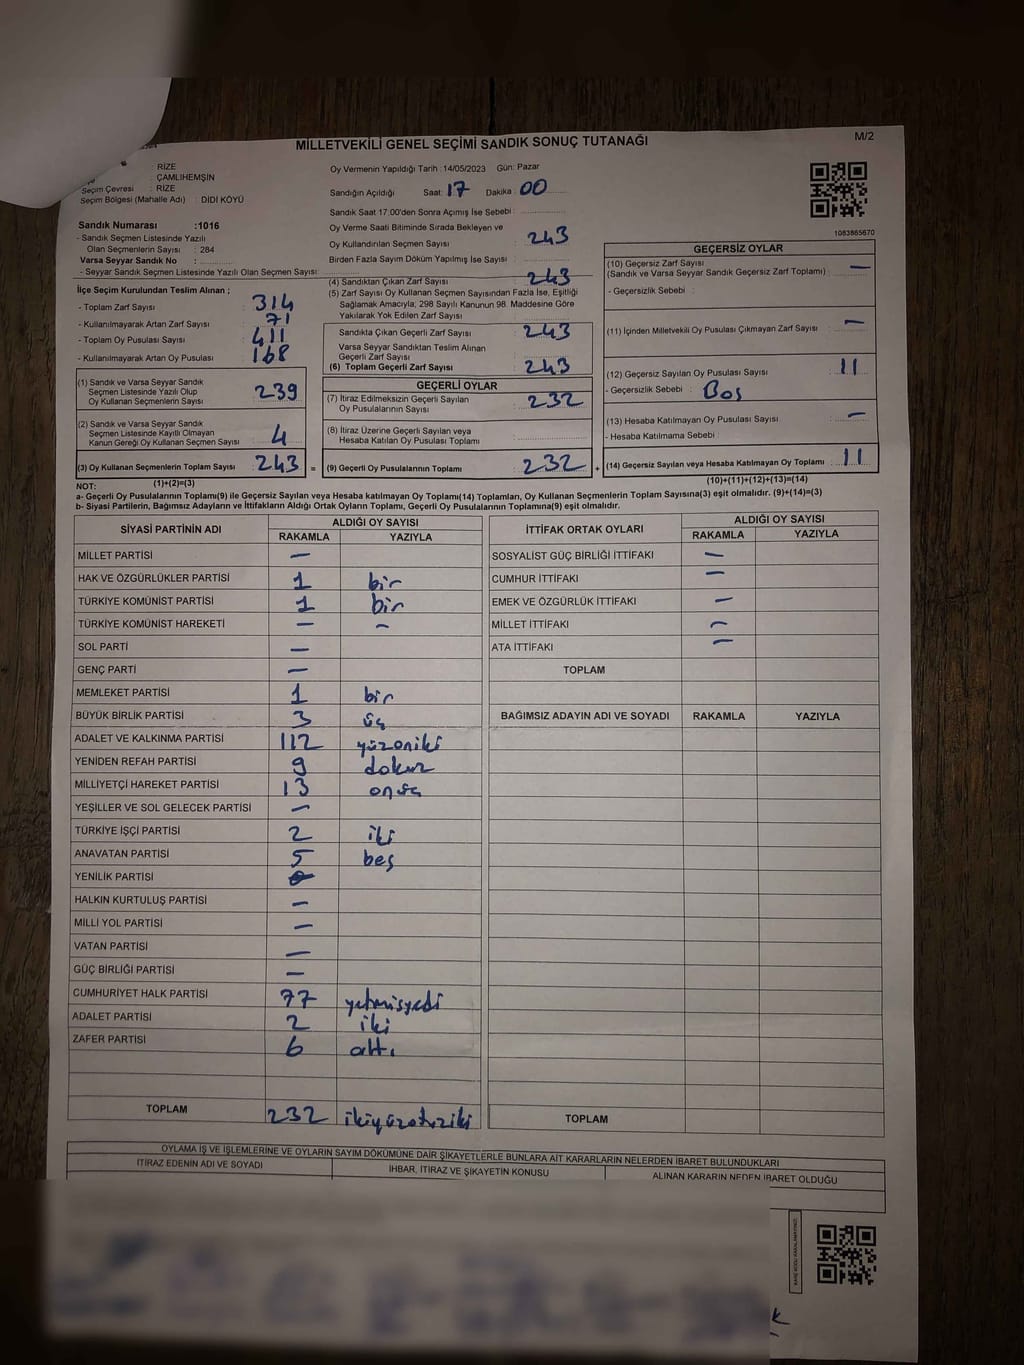 MİLLETVEKİLİ GENEL SEÇİMİ SANDIK SONUÇ TUTANAĞI
M/2
RİZE
ÇAMLIHEMŞİN
Seçim Çevresi : RİZE
Seçim Bölgesi (Mahalle Adı) : DIDI KÖYÜ
Oy Vermenin Yapıldığı Tarih : 14/05/2023 Gün: Pazar
Sandığın Açıldığı Saat: 17 Dakika : 00
Sandık Saat 17.00'den Sonra Açımış İse Sebebi :
Sandık Numarası :1016
- Sandık Seçmen Listesinde Yazılı
Olan Seçmenlerin Sayısı : 284
Varsa Seyyar Sandık No :
- Seyyar Sandık Seçmen Listesinde Yazılı Olan Seçmen Sayısı:
Oy Verme Saati Bitiminde Sırada Bekleyen ve
Oy Kullandırılan Seçmen Sayısı : 243
Birden Fazla Sayım Döküm Yapılmış İse Sayısı :
1083865670
İlçe Seçim Kurulundan Teslim Alınan ;
- Toplam Zarf Sayısı : 314
- Kullanılmayarak Artan Zarf Sayısı : 71
- Toplam Oy Pusulası Sayısı : 411
- Kullanılmayarak Artan Oy Pusulası : 168
(1) Sandık ve Varsa Seyyar Sandık
Seçmen Listesinde Yazılı Olup
Oy Kullanan Seçmenlerin Sayısı : 239
(2) Sandık ve Varsa Seyyar Sandık
Seçmen Listesinde Kayıtlı Olmayan
Kanun Gereği Oy Kullanan Seçmen Sayısı : 4
(3) Oy Kullanan Seçmenlerin Toplam Sayısı : 243 =
(1)+(2)=(3)
(4) Sandıktan Çıkan Zarf Sayısı : 243
(5) Zarf Sayısı Oy Kullanan Seçmen Sayısından Fazla İse, Eşitliği
Sağlamak Amacıyla; 298 Sayılı Kanunun 98. Maddesine Göre
Yakılarak Yok Edilen Zarf Sayısı :
Sandıkta Çıkan Geçerli Zarf Sayısı : 243
Varsa Seyyar Sandıktan Teslim Alınan
Geçerli Zarf Sayısı :
(6) Toplam Geçerli Zarf Sayısı : 243
GEÇERLİ OYLAR
(7) İtiraz Edilmeksizin Geçerli Sayılan
Oy Pusulalarının Sayısı : 232
(8) İtiraz Üzerine Geçerli Sayılan veya
Hesaba Katılan Oy Pusulası Toplamı :
(9) Geçerli Oy Pusulalarının Toplamı : 232 +
GEÇERSİZ OYLAR
(10) Geçersiz Zarf Sayısı
(Sandık ve Varsa Seyyar Sandık Geçersiz Zarf Toplamı) : —
- Geçersizlik Sebebi :
(11) İçinden Milletvekili Oy Pusulası Çıkmayan Zarf Sayısı : —
(12) Geçersiz Sayılan Oy Pusulası Sayısı : 11
- Geçersizlik Sebebi : Boş
(13) Hesaba Katılmayan Oy Pusulası Sayısı : —
- Hesaba Katılmama Sebebi :
(14) Geçersiz Sayılan veya Hesaba Katılmayan Oy Toplamı : 11
(10)+(11)+(12)+(13)=(14)
NOT:
a- Geçerli Oy Pusulalarının Toplamı(9) ile Geçersiz Sayılan veya Hesaba katılmayan Oy Toplamı(14) Toplamları, Oy Kullanan Seçmenlerin Toplam Sayısına(3) eşit olmalıdır. (9)+(14)=(3)
b- Siyasi Partilerin, Bağımsız Adayların ve İttifakların Aldığı Ortak Oyların Toplamı, Geçerli Oy Pusulalarının Toplamına(9) eşit olmalıdır.
SİYASİ PARTİNİN ADI ALDIĞI OY SAYISI
RAKAMLA YAZIYLA
MİLLET PARTİSİ —
HAK VE ÖZGÜRLÜKLER PARTİSİ 1 bir
TÜRKİYE KOMÜNİST PARTİSİ 1 bir
TÜRKİYE KOMÜNİST HAREKETİ — —
SOL PARTİ —
GENÇ PARTİ —
MEMLEKET PARTİSİ 1 bir
BÜYÜK BİRLİK PARTİSİ 3 üç
ADALET VE KALKINMA PARTİSİ 112 yüzoniki
YENİDEN REFAH PARTİSİ 9 dokuz
MİLLİYETÇİ HAREKET PARTİSİ 13 onüç
YEŞİLLER VE SOL GELECEK PARTİSİ —
TÜRKİYE İŞÇİ PARTİSİ 2 iki
ANAVATAN PARTİSİ 5 beş
YENİLİK PARTİSİ
HALKIN KURTULUŞ PARTİSİ —
MİLLİ YOL PARTİSİ —
VATAN PARTİSİ —
GÜÇ BİRLİĞİ PARTİSİ —
CUMHURİYET HALK PARTİSİ 77 yetmişyedi
ADALET PARTİSİ 2 iki
ZAFER PARTİSİ 6 altı
TOPLAM 232 ikiyüzotuziki
İTTİFAK ORTAK OYLARI ALDIĞI OY SAYISI
RAKAMLA YAZIYLA
SOSYALİST GÜÇ BİRLİĞİ İTTİFAKI —
CUMHUR İTTİFAKI —
EMEK VE ÖZGÜRLÜK İTTİFAKI —
MİLLET İTTİFAKI —
ATA İTTİFAKI —
TOPLAM
BAĞIMSIZ ADAYIN ADI VE SOYADI RAKAMLA YAZIYLA
TOPLAM
OYLAMA İŞ VE İŞLEMLERİNE VE OYLARIN SAYIM DÖKÜMÜNE DAİR ŞİKAYETLERLE BUNLARA AİT KARARLARIN NELERDEN İBARET BULUNDUKLARI
İTİRAZ EDENİN ADI VE SOYADI İHBAR, İTİRAZ VE ŞİKAYETİN KONUSU ALINAN KARARIN NEDEN İBARET OLDUĞU